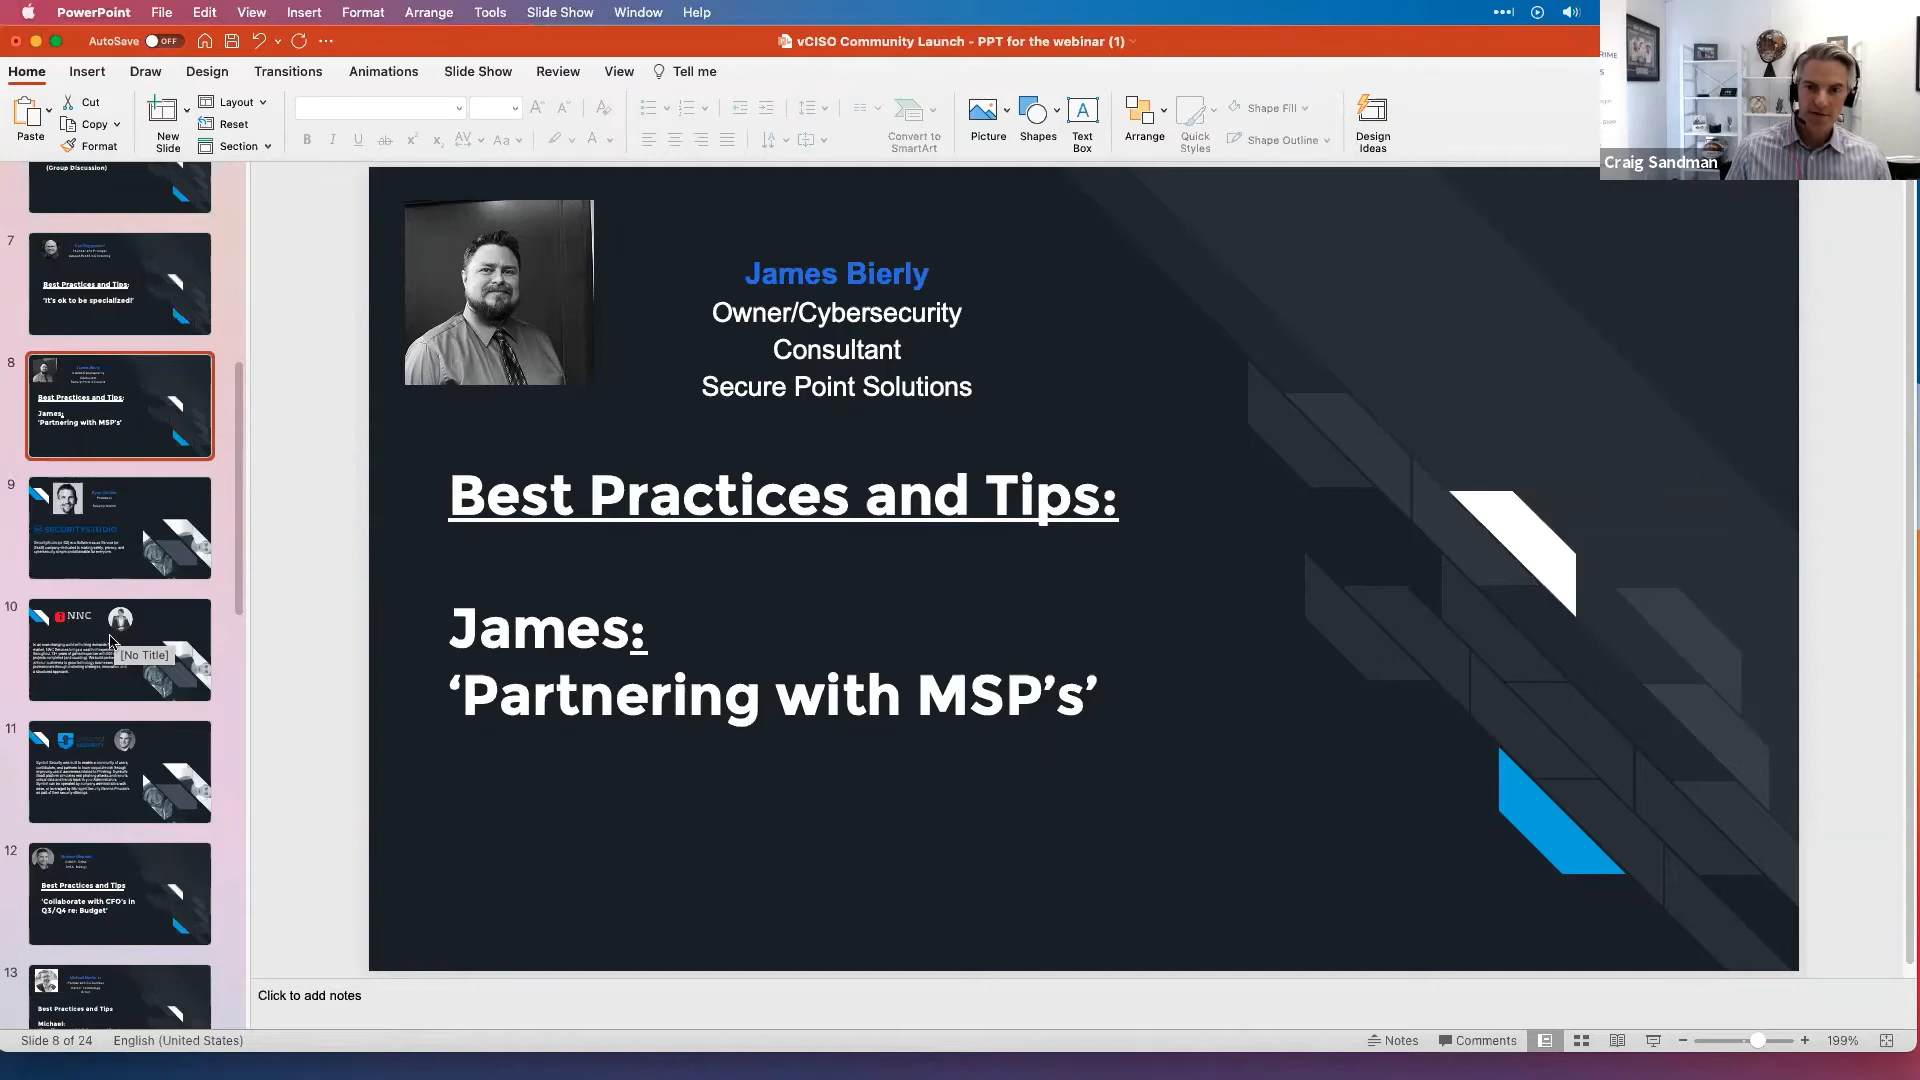 PowerPoint File Edit View Insert Format Arrange Tools Slide Show Window Help
AutoSave OFF
vCISO Community Launch - PPT for the webinar (1)
Home Insert Draw Design Transitions Animations Slide Show Review View Tell me
Paste
Cut
Copy
Format
New
Slide
Layout
Reset
Section
Convert to
SmartArt
Picture
Shapes
Text
Box
Arrange
Quick
Styles
Shape Fill
Shape Outline
Design
Ideas
Craig Sandman
(Group Discussion)
7
Best Practices and Tips:
'It's ok to be specialized!'
8
James Bierly
Best Practices and Tips:
James:
'Partnering with MSP's'
9
SECURITYSTUDIO
10
NNC
[No Title]
11
12
Best Practices and Tips
'Collaborate with CFO's in
Q3/Q4 re: Budget'
13
Best Practices and Tips
Michael:
James Bierly
Owner/Cybersecurity
Consultant
Secure Point Solutions
Best Practices and Tips:
James:
‘Partnering with MSP’s’
Click to add notes
Slide 8 of 24 English (United States)
Notes Comments 199%